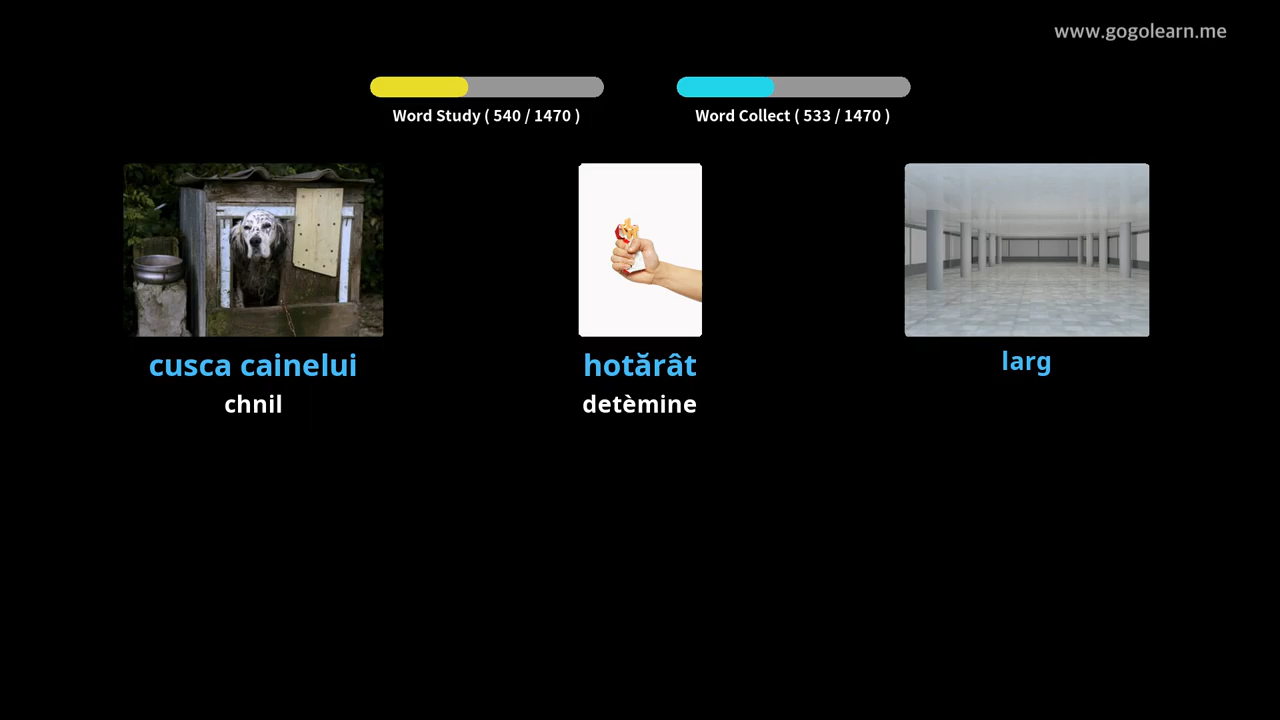 www.gogolearn.me
Word Study ( 540 / 1470 )
Word Collect ( 533 / 1470 )
cusca cainelui
hotărât
larg
chnil
detèmine